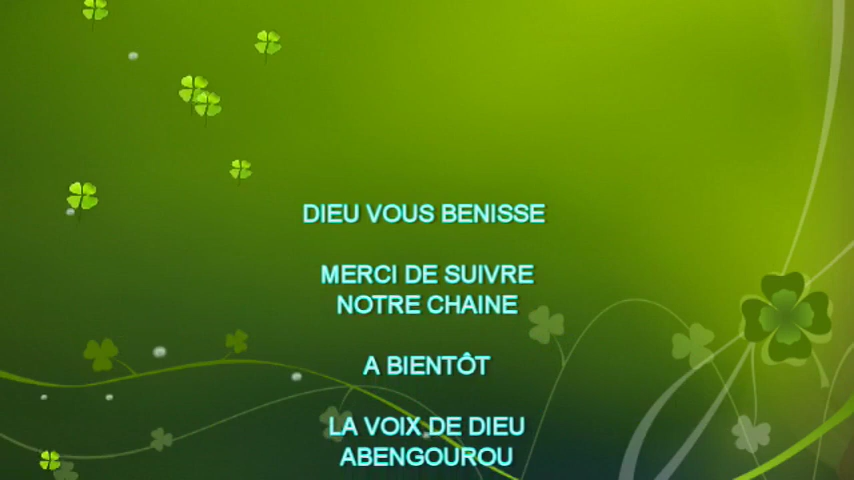 DIEU VOUS BENISSE
MERCI DE SUIVRE
NOTRE CHAINE
A BIENTÔT
LA VOIX DE DIEU
ABENGOUROU